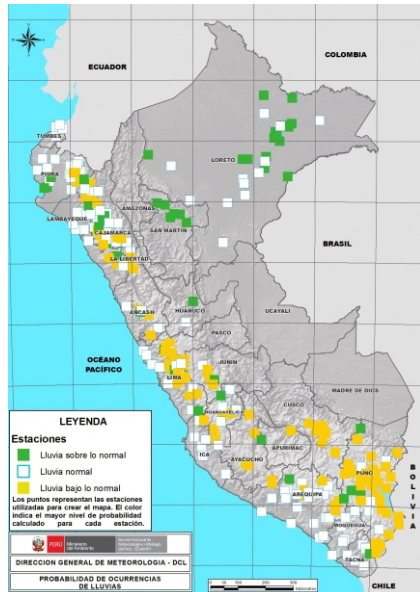 COLOMBIA
ECUADOR
TUMBES
LORETO
PIURA
AMAZONAS
LAMBAYEQUE
CAJAMARCA
SAN MARTIN
BRASIL
LA LIBERTAD
ANCASH
HUANUCO
UCAYALI
PASCO
OCÉANO
PACÍFICO
JUNIN
LIMA
MADRE DE DIOS
CUSCO
HUANCAVELICA
APURIMAC
ICA
AYACUCHO
PUNO
BOLIVIA
AREQUIPA
MOQUEGUA
TACNA
CHILE
LEYENDA
Estaciones
Lluvia sobre lo normal
Lluvia normal
Lluvia bajo lo normal
Los puntos representan las estaciones
utilizadas para crear el mapa. El color
indica el mayor nivel de probabilidad
calculado para cada estación.
PERÚ
Ministerio
del Ambiente
DIRECCION GENERAL DE METEOROLOGIA - DCL
PROBABILIDAD DE OCURRENCIAS
DE LLUVIAS